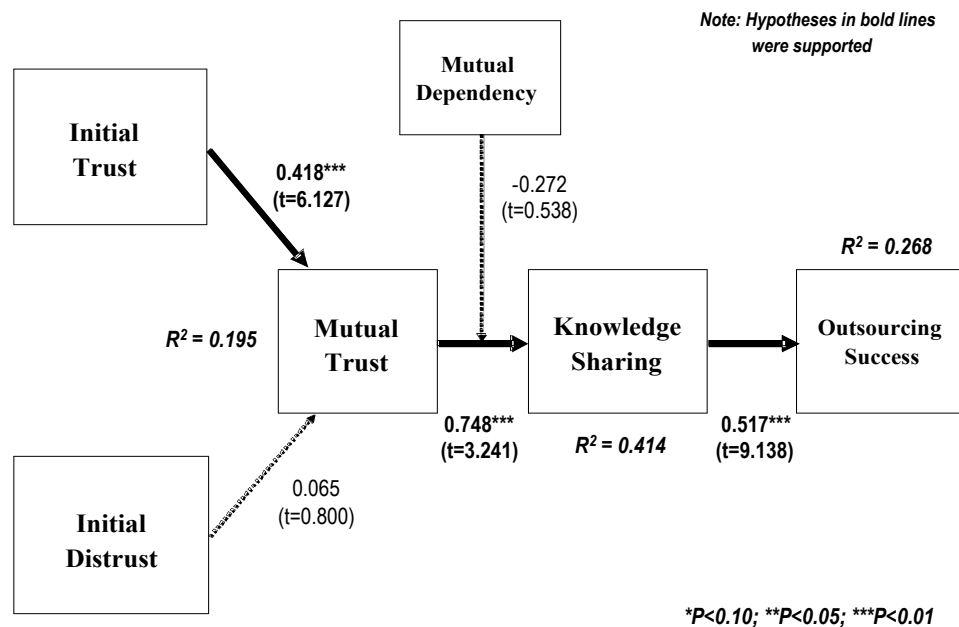 Note: Hypotheses in bold lines
were supported
Mutual
Dependency
Initial
Trust
0.418***
(t=6.127)
-0.272
(t=0.538)
R² = 0.268
R² = 0.195
Mutual
Trust
Knowledge
Sharing
Outsourcing
Success
0.748***
(t=3.241)
R² = 0.414
0.517***
(t=9.138)
0.065
(t=0.800)
Initial
Distrust
*P<0.10; **P<0.05; ***P<0.01